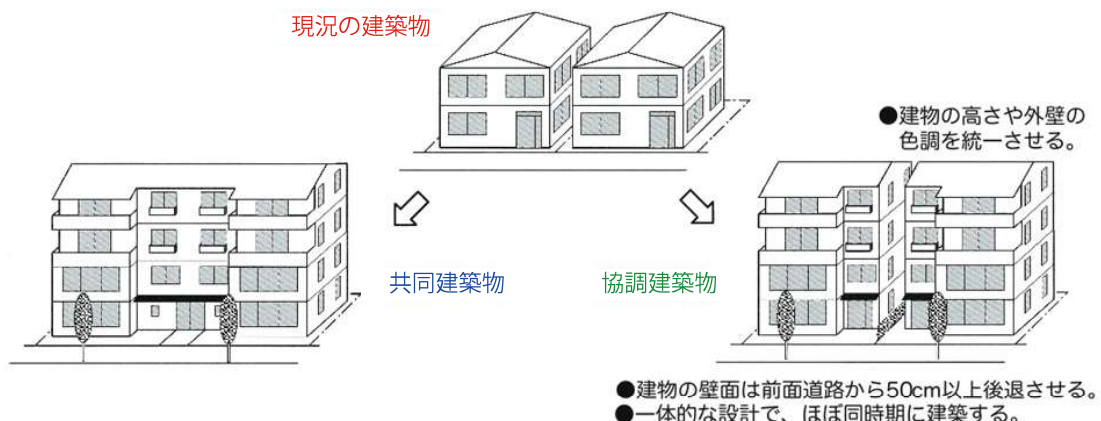 現況の建築物
●建物の高さや外壁の
色調を統一させる。
共同建築物
協調建築物
●建物の壁面は前面道路から50cm以上後退させる。
●一体的な設計で、ほぼ同時期に建築する。